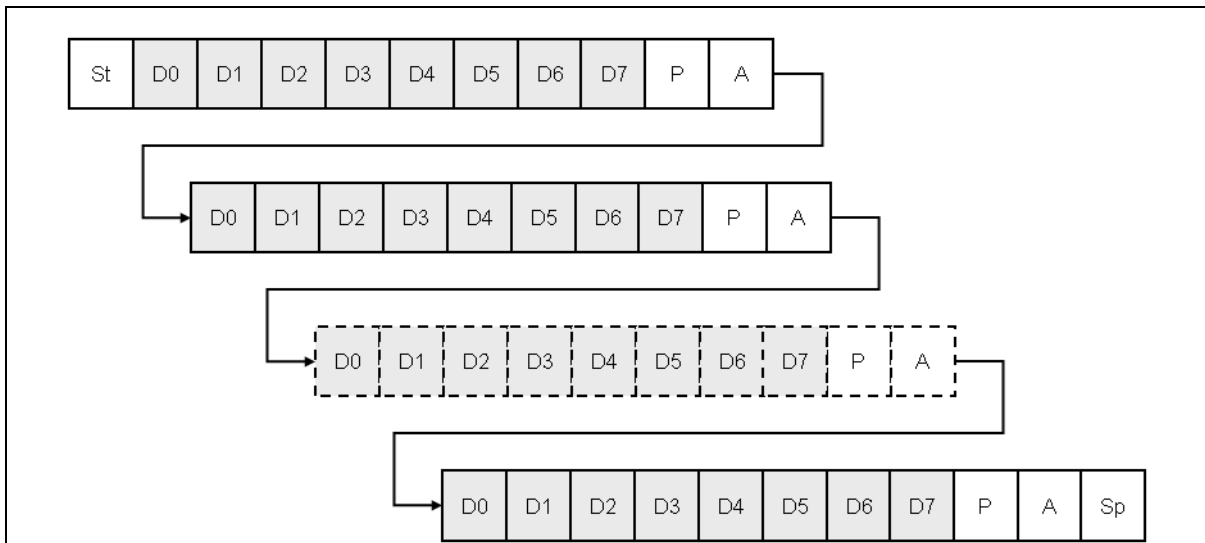 St D0 D1 D2 D3 D4 D5 D6 D7 P A
D0 D1 D2 D3 D4 D5 D6 D7 P A
D0 D1 D2 D3 D4 D5 D6 D7 P A
D0 D1 D2 D3 D4 D5 D6 D7 P A Sp